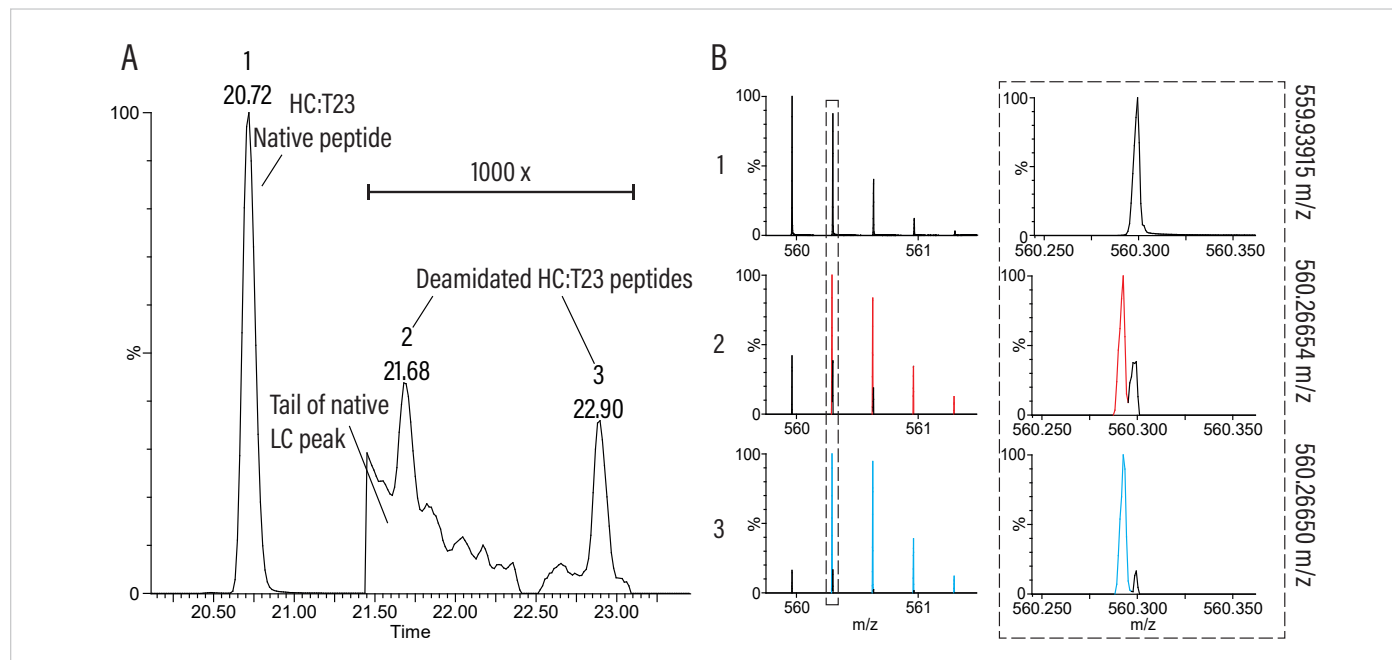 A
1
20.72
HC:T23
Native peptide
1000 x
Deamidated HC:T23 peptides
2
21.68
3
22.90
Tail of native
LC peak
100
%
0
20.50 21.00 21.50 22.00 22.50 23.00
Time
B
1
100
%
0
560 561
100
%
0
560.250 560.300 560.350
559.93915 m/z
2
100
%
0
560 561
100
%
0
560.250 560.300 560.350
560.26654 m/z
3
100
%
0
560 561
m/z
100
%
0
560.250 560.300 560.350
m/z
560.26650 m/z